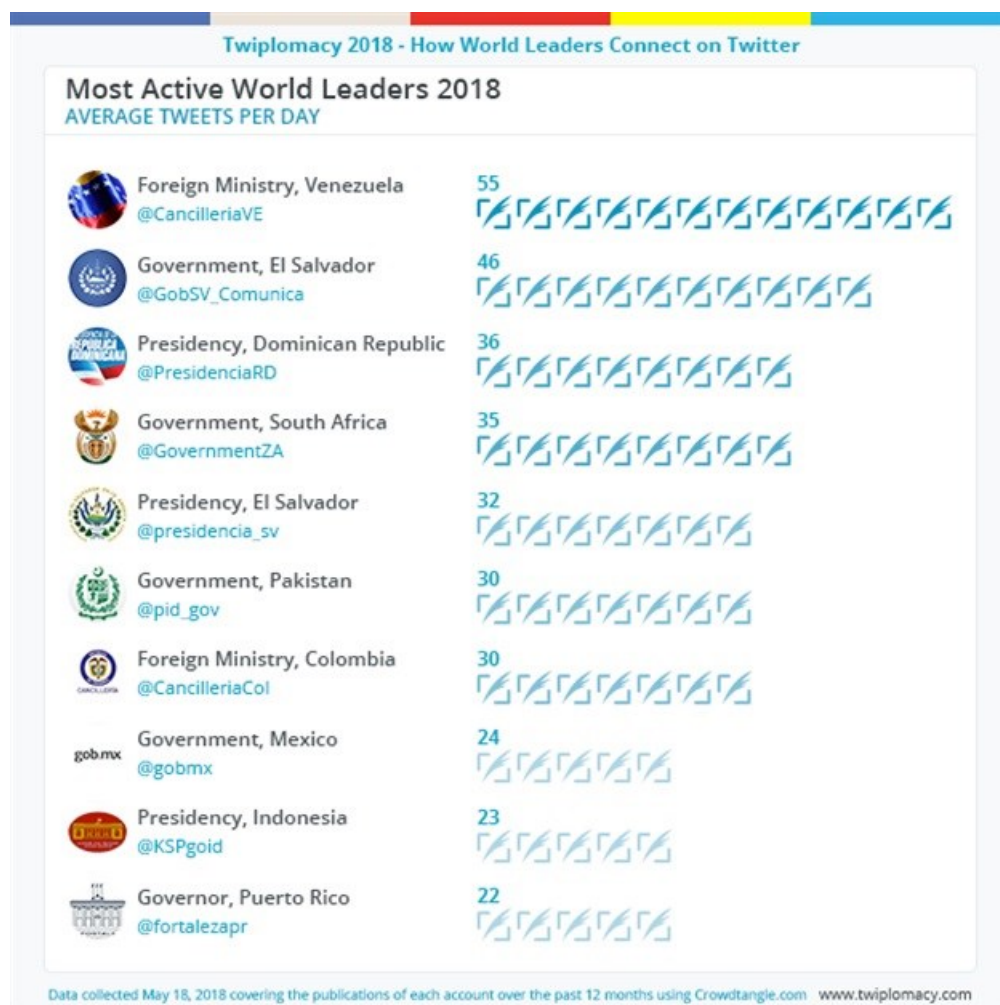 Twiplomacy 2018 - How World Leaders Connect on Twitter
Most Active World Leaders 2018
AVERAGE TWEETS PER DAY
Foreign Ministry, Venezuela
@CancilleriaVE
55
Government, El Salvador
@GobSV_Comunica
46
REPÚBLICA
DOMINICANA
Presidency, Dominican Republic
@PresidenciaRD
36
Government, South Africa
@GovernmentZA
35
Presidency, El Salvador
@presidencia_sv
32
Government, Pakistan
@pid_gov
30
CANCILLERÍA
Foreign Ministry, Colombia
@CancilleriaCol
30
gob.mx
Government, Mexico
@gobmx
24
Presidency, Indonesia
@KSPgoid
23
Governor, Puerto Rico
@fortalezapr
22
Data collected May 18, 2018 covering the publications of each account over the past 12 months using Crowdtangle.com www.twiplomacy.com